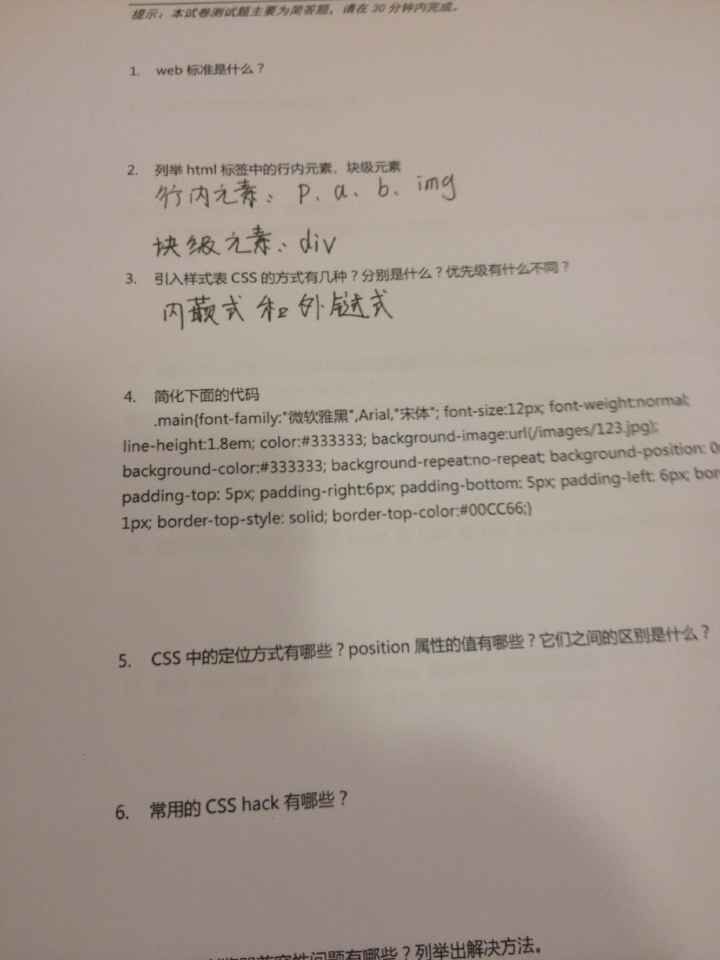 提示：本试卷测试题主要为简答题，请在 30 分钟内完成。
1. web 标准是什么？
2. 列举 html 标签中的行内元素、块级元素
行内元素：p、a、b、img
块级元素：div
3. 引入样式表 CSS 的方式有几种？分别是什么？优先级有什么不同？
内嵌式和外链式
4. 简化下面的代码
.main{font-family:"微软雅黑",Arial,"宋体"; font-size:12px; font-weight:normal;
line-height:1.8em; color:#333333; background-image:url(/images/123.jpg);
background-color:#333333; background-repeat:no-repeat; background-position: 0
padding-top: 5px; padding-right:6px; padding-bottom: 5px; padding-left: 6px; bor
1px; border-top-style: solid; border-top-color:#00CC66;}
5. CSS 中的定位方式有哪些？position 属性的值有哪些？它们之间的区别是什么？
6. 常用的 CSS hack 有哪些？
兼容性问题有哪些？列举出解决方法。